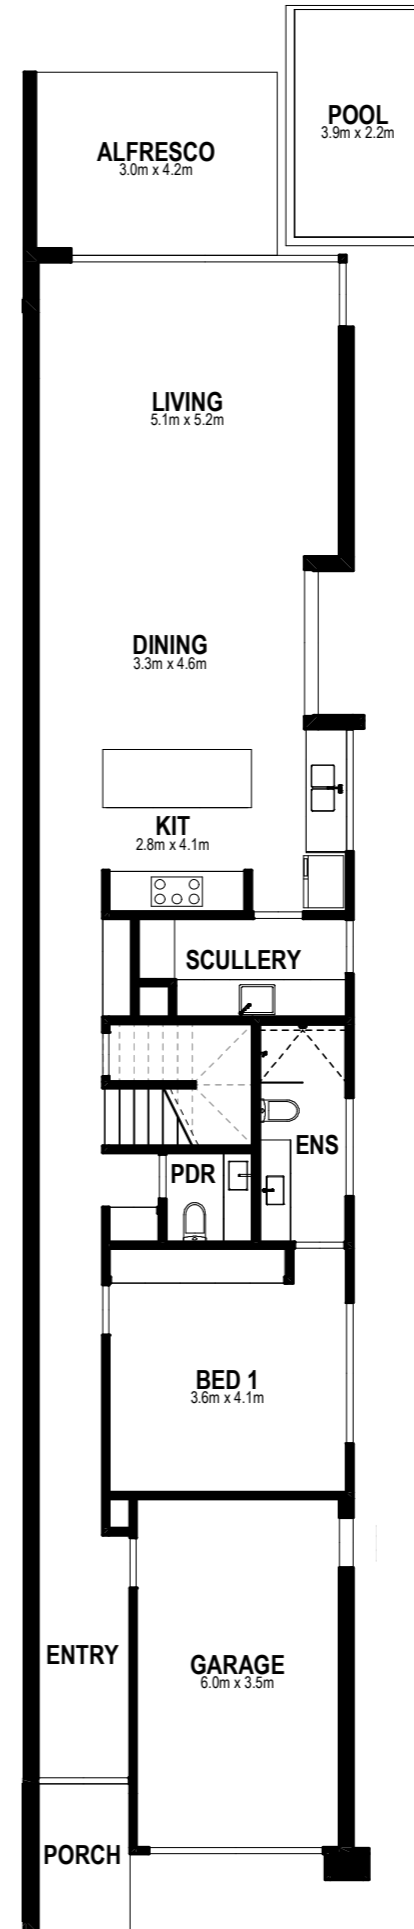 POOL
3.9m x 2.2m
ALFRESCO
3.0m x 4.2m
LIVING
5.1m x 5.2m
DINING
3.3m x 4.6m
KIT
2.8m x 4.1m
SCULLERY
ENS
PDR
BED 1
3.6m x 4.1m
ENTRY
GARAGE
6.0m x 3.5m
PORCH